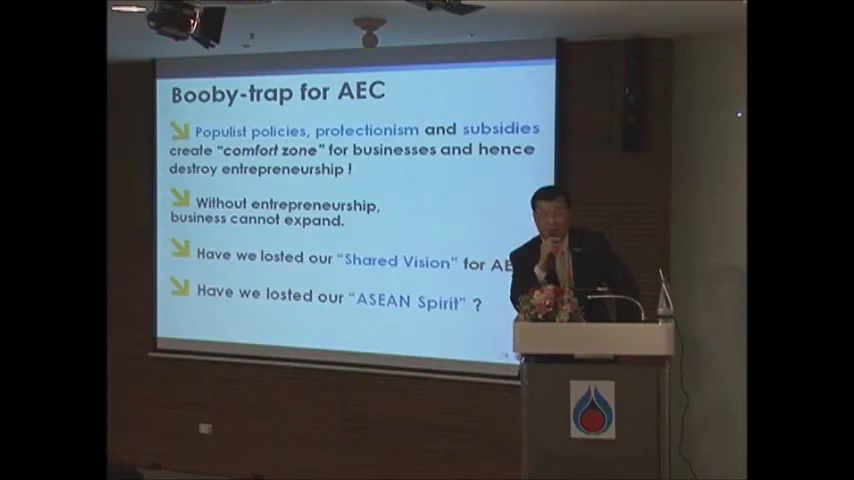 Booby-trap for AEC
Populist policies, protectionism and subsidies
create "comfort zone" for businesses and hence
destroy entrepreneurship !
Without entrepreneurship,
business cannot expand.
Have we losted our "Shared Vision" for AE
Have we losted our "ASEAN Spirit" ?